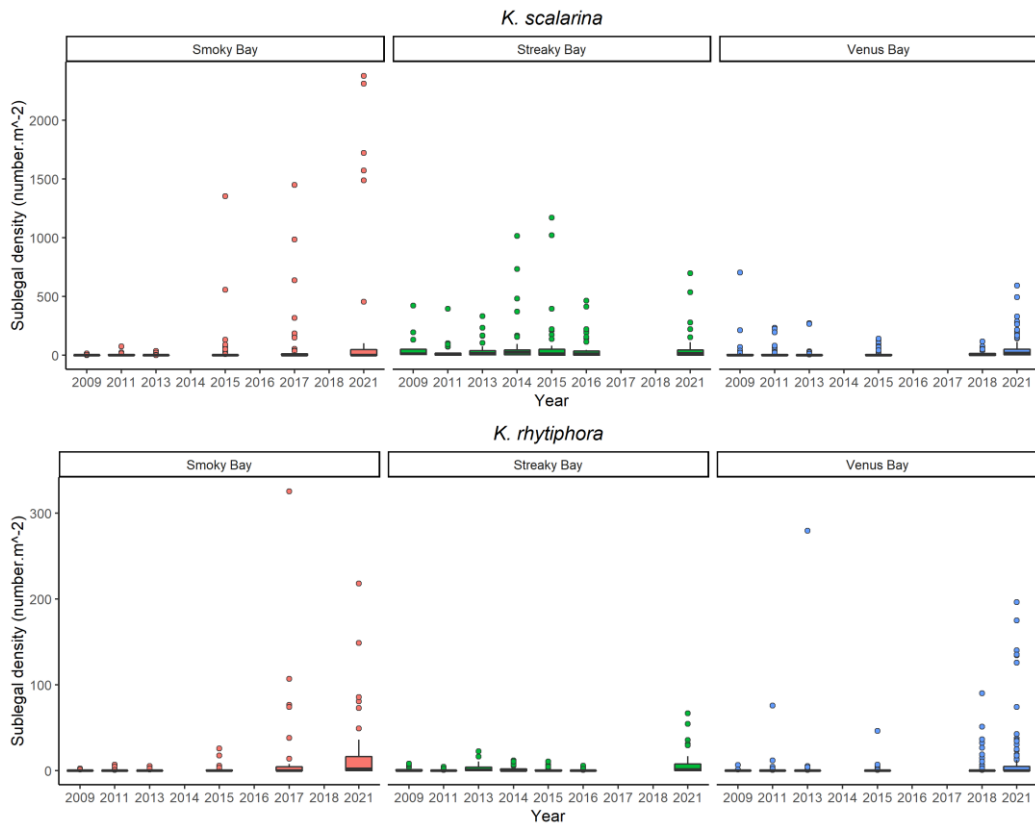 K. scalarina
Smoky Bay Streaky Bay Venus Bay
Sublegal density (number.m^-2)
2000
1500
1000
500
0
2009 2011 2013 2014 2015 2016 2017 2018 2021 2009 2011 2013 2014 2015 2016 2017 2018 2021 2009 2011 2013 2014 2015 2016 2017 2018 2021
Year
K. rhytiphora
Smoky Bay Streaky Bay Venus Bay
Sublegal density (number.m^-2)
300
200
100
0
2009 2011 2013 2014 2015 2016 2017 2018 2021 2009 2011 2013 2014 2015 2016 2017 2018 2021 2009 2011 2013 2014 2015 2016 2017 2018 2021
Year